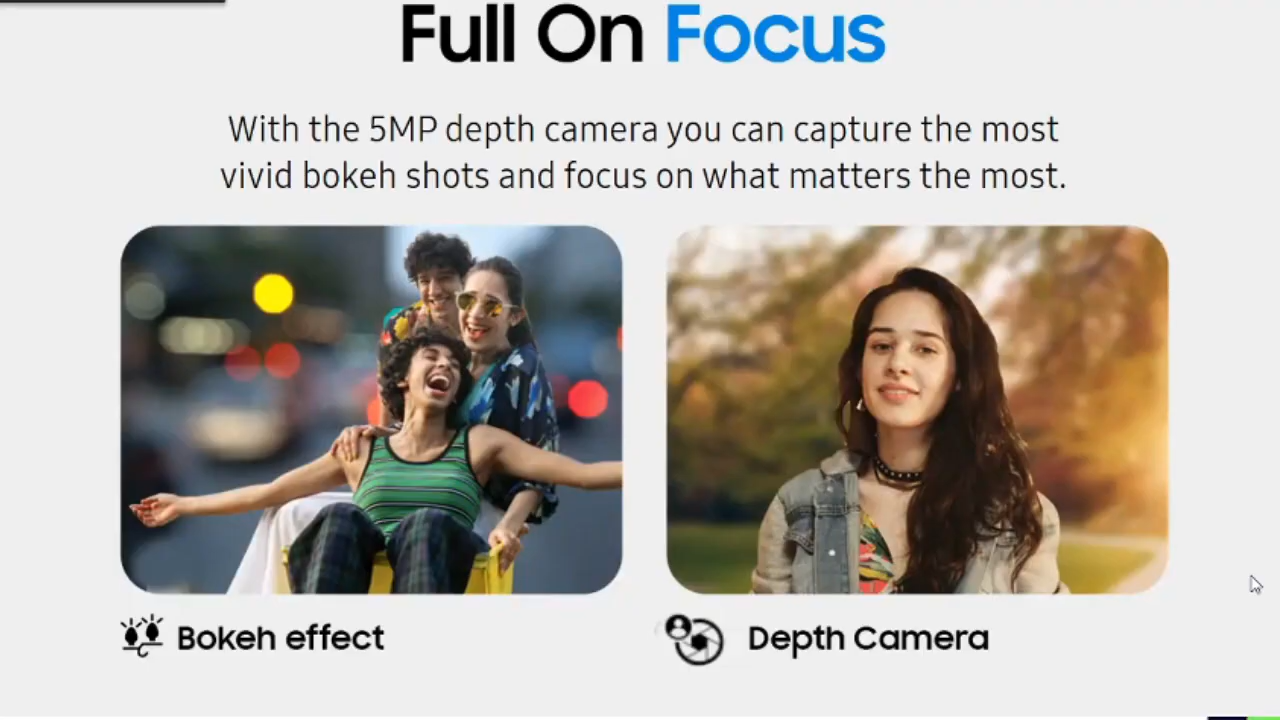 Full On Focus
With the 5MP depth camera you can capture the most
vivid bokeh shots and focus on what matters the most.
Bokeh effect
Depth Camera